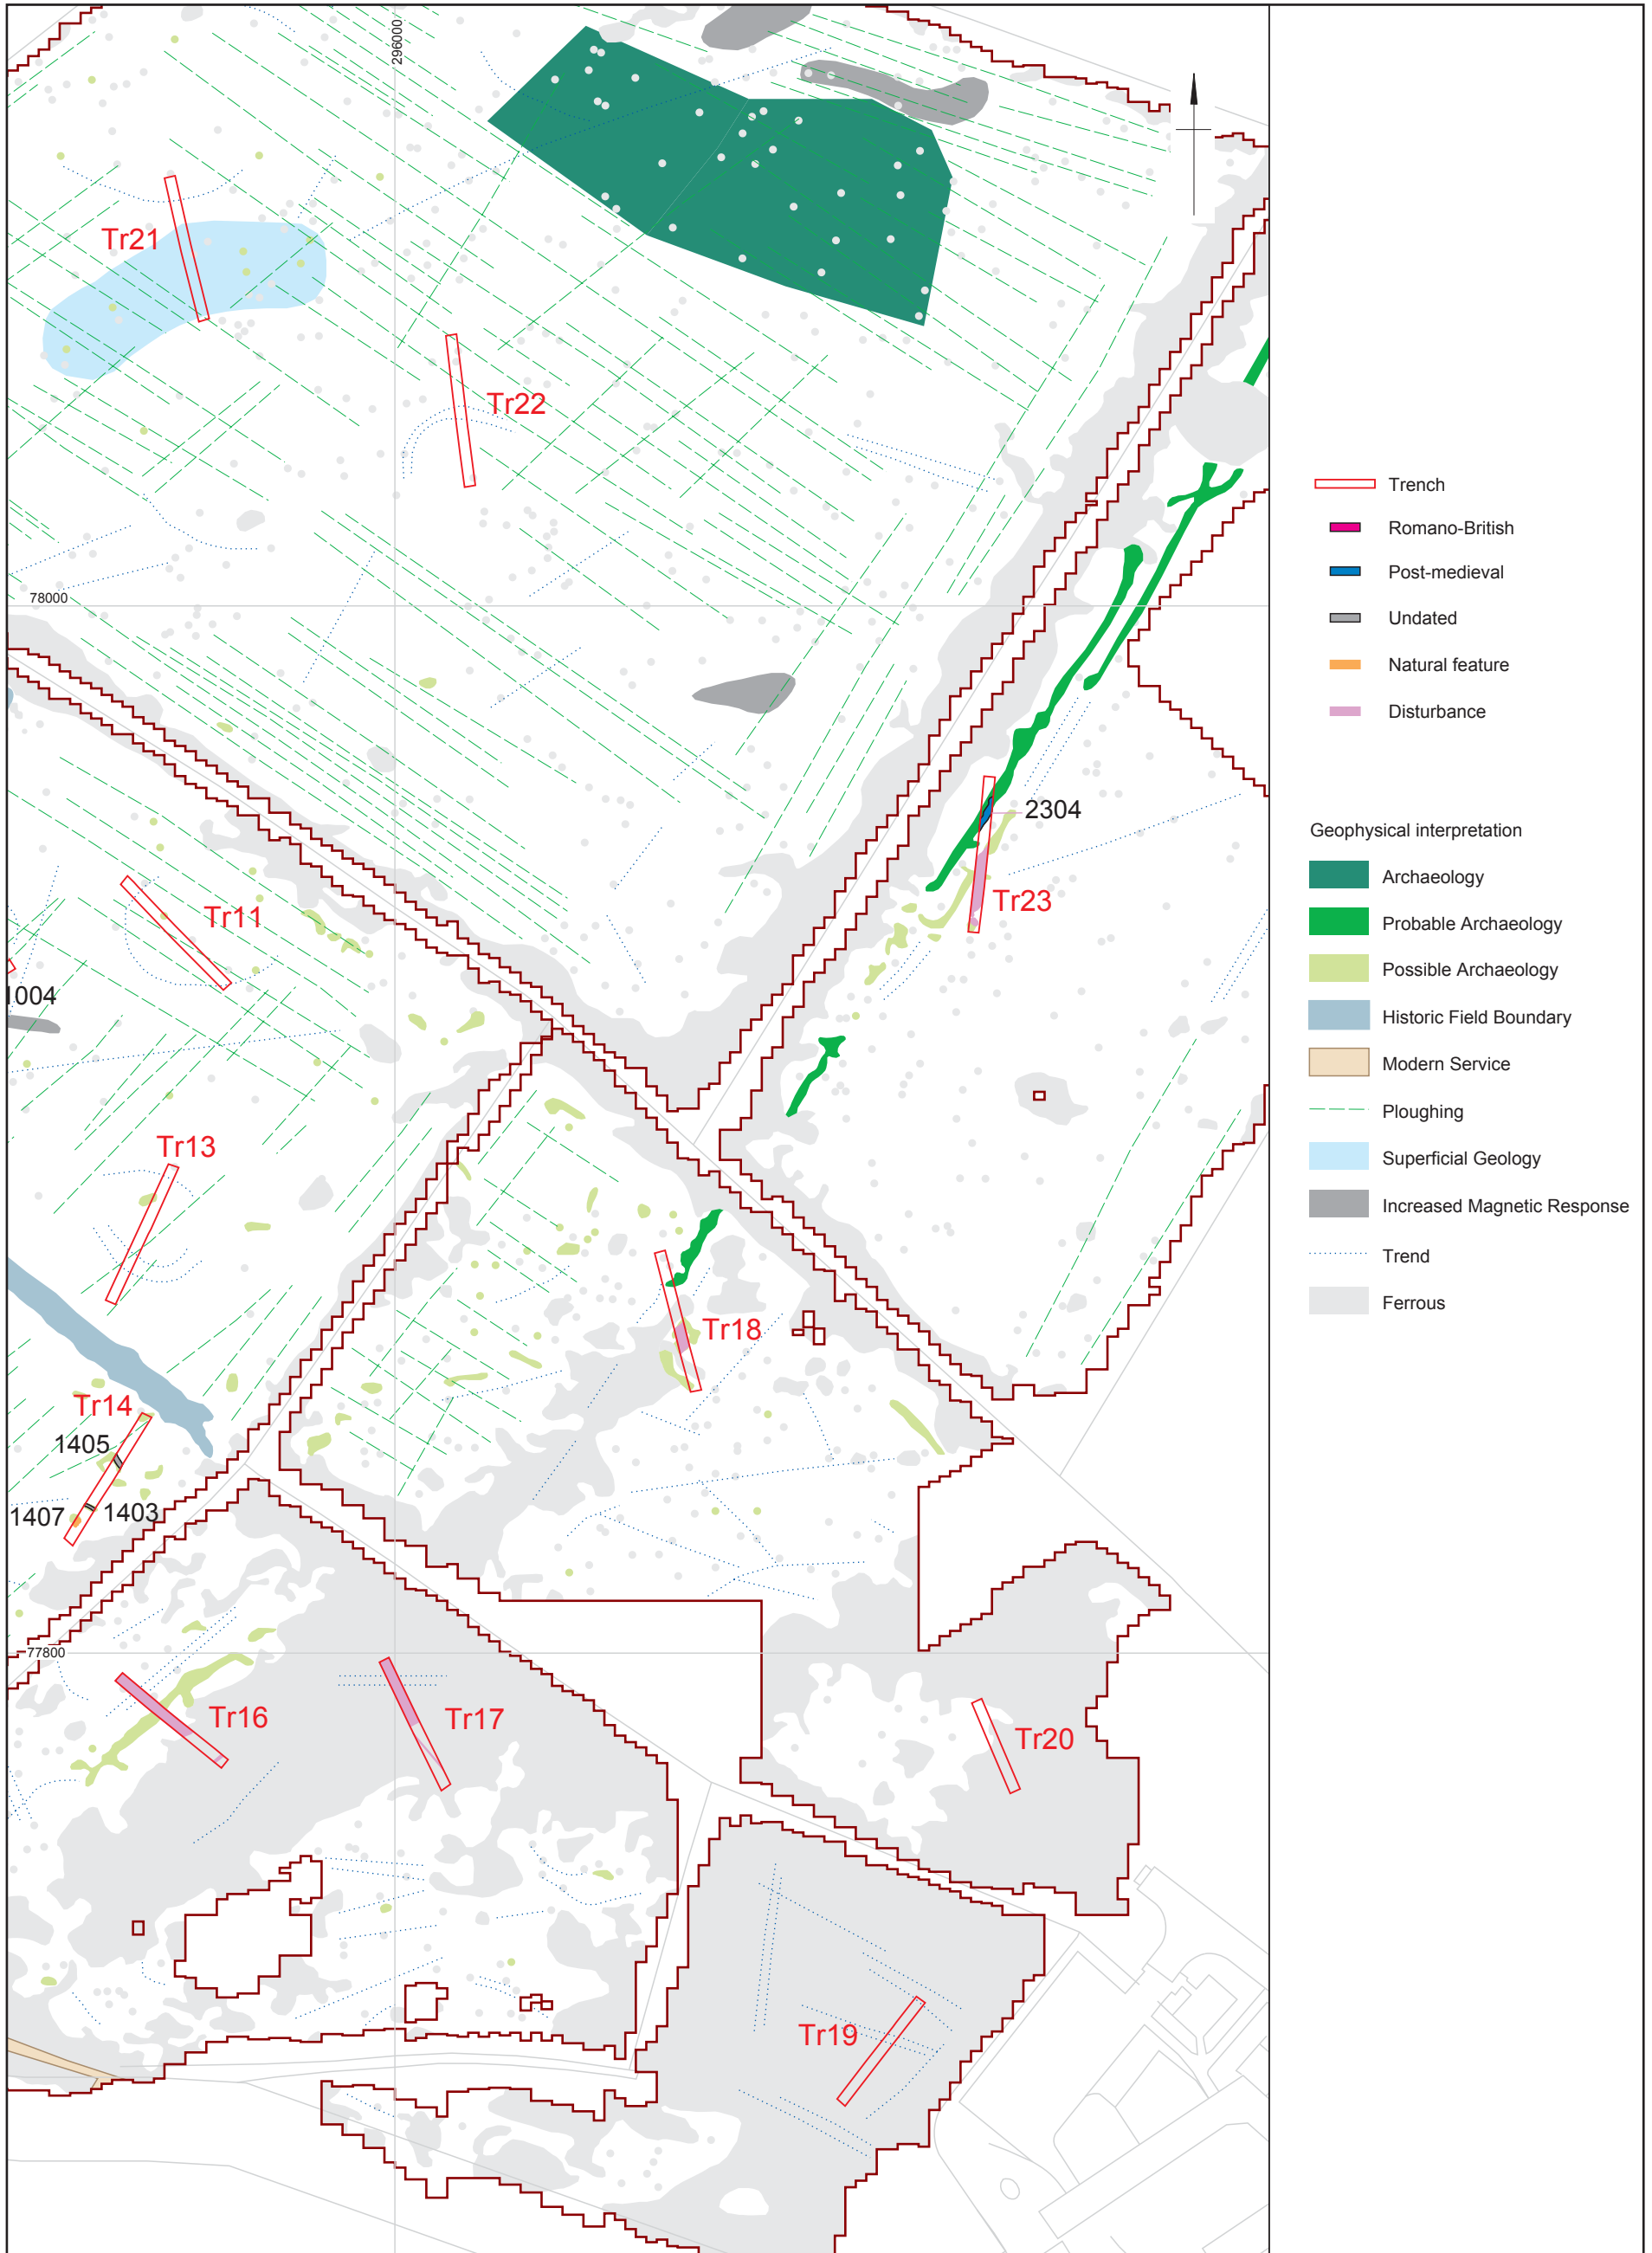 296000
Tr21
Tr22
78000
2304
Tr23
Tr11
1004
Tr13
Tr18
Tr14
1405
1407
1403
77800
Tr16
Tr17
Tr20
Tr19
Trench
Romano-British
Post-medieval
Undated
Natural feature
Disturbance
Geophysical interpretation
Archaeology
Probable Archaeology
Possible Archaeology
Historic Field Boundary
Modern Service
Ploughing
Superficial Geology
Increased Magnetic Response
Trend
Ferrous